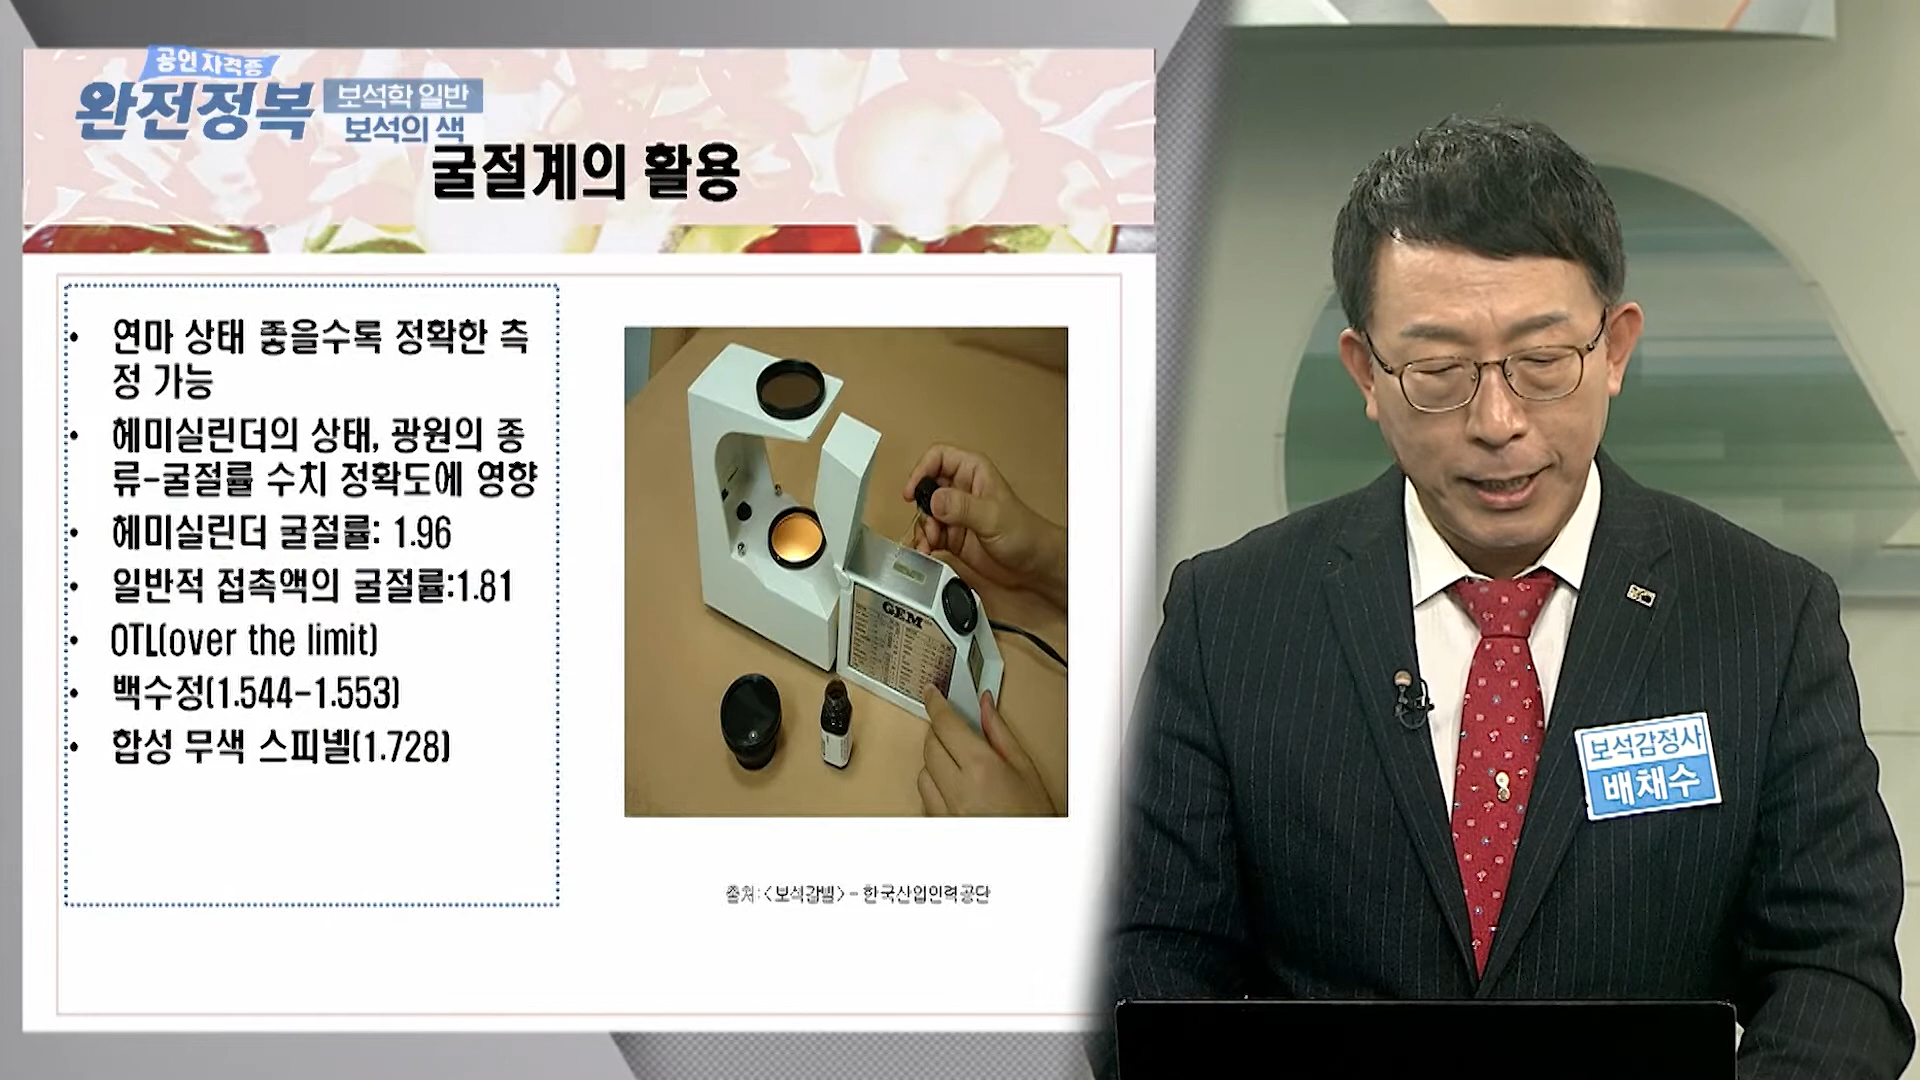 공인 자격증
완전정복
보석학 일반
보석의 색
굴절계의 활용
• 연마 상태 좋을수록 정확한 측
정 가능
• 헤미실린더의 상태, 광원의 종
류-굴절률 수치 정확도에 영향
• 헤미실린더 굴절률: 1.96
• 일반적 접촉액의 굴절률:1.81
• OTL(over the limit)
• 백수정(1.544-1.553)
• 합성 무색 스피넬(1.728)
GEM
출처:<보석감별> - 한국산업인력공단
보석감정사
배채수